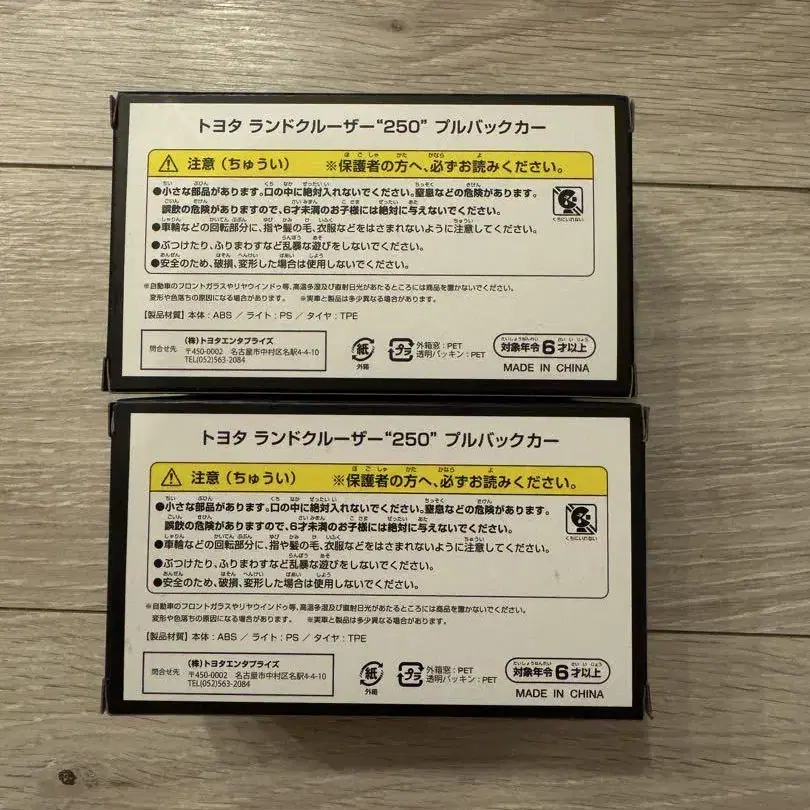 トヨタ ランドクルーザー“250” プルバックカー
注意（ちゅうい） ※保護者の方へ、必ずお読みください。
●小さな部品があります。口の中に絶対入れないでください。窒息などの危険があります。
誤飲の危険がありますので、6才未満のお子様には絶対に与えないでください。
●車輪などの回転部分に、指や髪の毛、衣服などをはさまれないように注意してください。
●ぶつけたり、ふりまわすなど乱暴な遊びをしないでください。
●安全のため、破損、変形した場合は使用しないでください。
くちにいれない
※自動車のフロントガラスやリヤウインドゥ等、高温多湿及び直射日光があたるところには商品を置かないでください。
変形や色落ちの原因になる場合があります。 ※実車と製品は多少異なる場合があります。
【製品材質】本体：ABS ／ ライト：PS ／ タイヤ：TPE
問合せ先
（株）トヨタエンタプライズ
〒450-0002 名古屋市中村区名駅4-4-10
TEL(052)563-2084
紙
外箱
プラ
外箱窓：PET
透明パッキン：PET
対象年令 6才以上
MADE IN CHINA
トヨタ ランドクルーザー“250” プルバックカー
注意（ちゅうい） ※保護者の方へ、必ずお読みください。
●小さな部品があります。口の中に絶対入れないでください。窒息などの危険があります。
誤飲の危険がありますので、6才未満のお子様には絶対に与えないでください。
●車輪などの回転部分に、指や髪の毛、衣服などをはさまれないように注意してください。
●ぶつけたり、ふりまわすなど乱暴な遊びをしないでください。
●安全のため、破損、変形した場合は使用しないでください。
くちにいれない
※自動車のフロントガラスやリヤウインドゥ等、高温多湿及び直射日光があたるところには商品を置かないでください。
変形や色落ちの原因になる場合があります。 ※実車と製品は多少異なる場合があります。
【製品材質】本体：ABS ／ ライト：PS ／ タイヤ：TPE
問合せ先
（株）トヨタエンタプライズ
〒450-0002 名古屋市中村区名駅4-4-10
TEL(052)563-2084
紙
外箱
プラ
外箱窓：PET
透明パッキン：PET
対象年令 6才以上
MADE IN CHINA